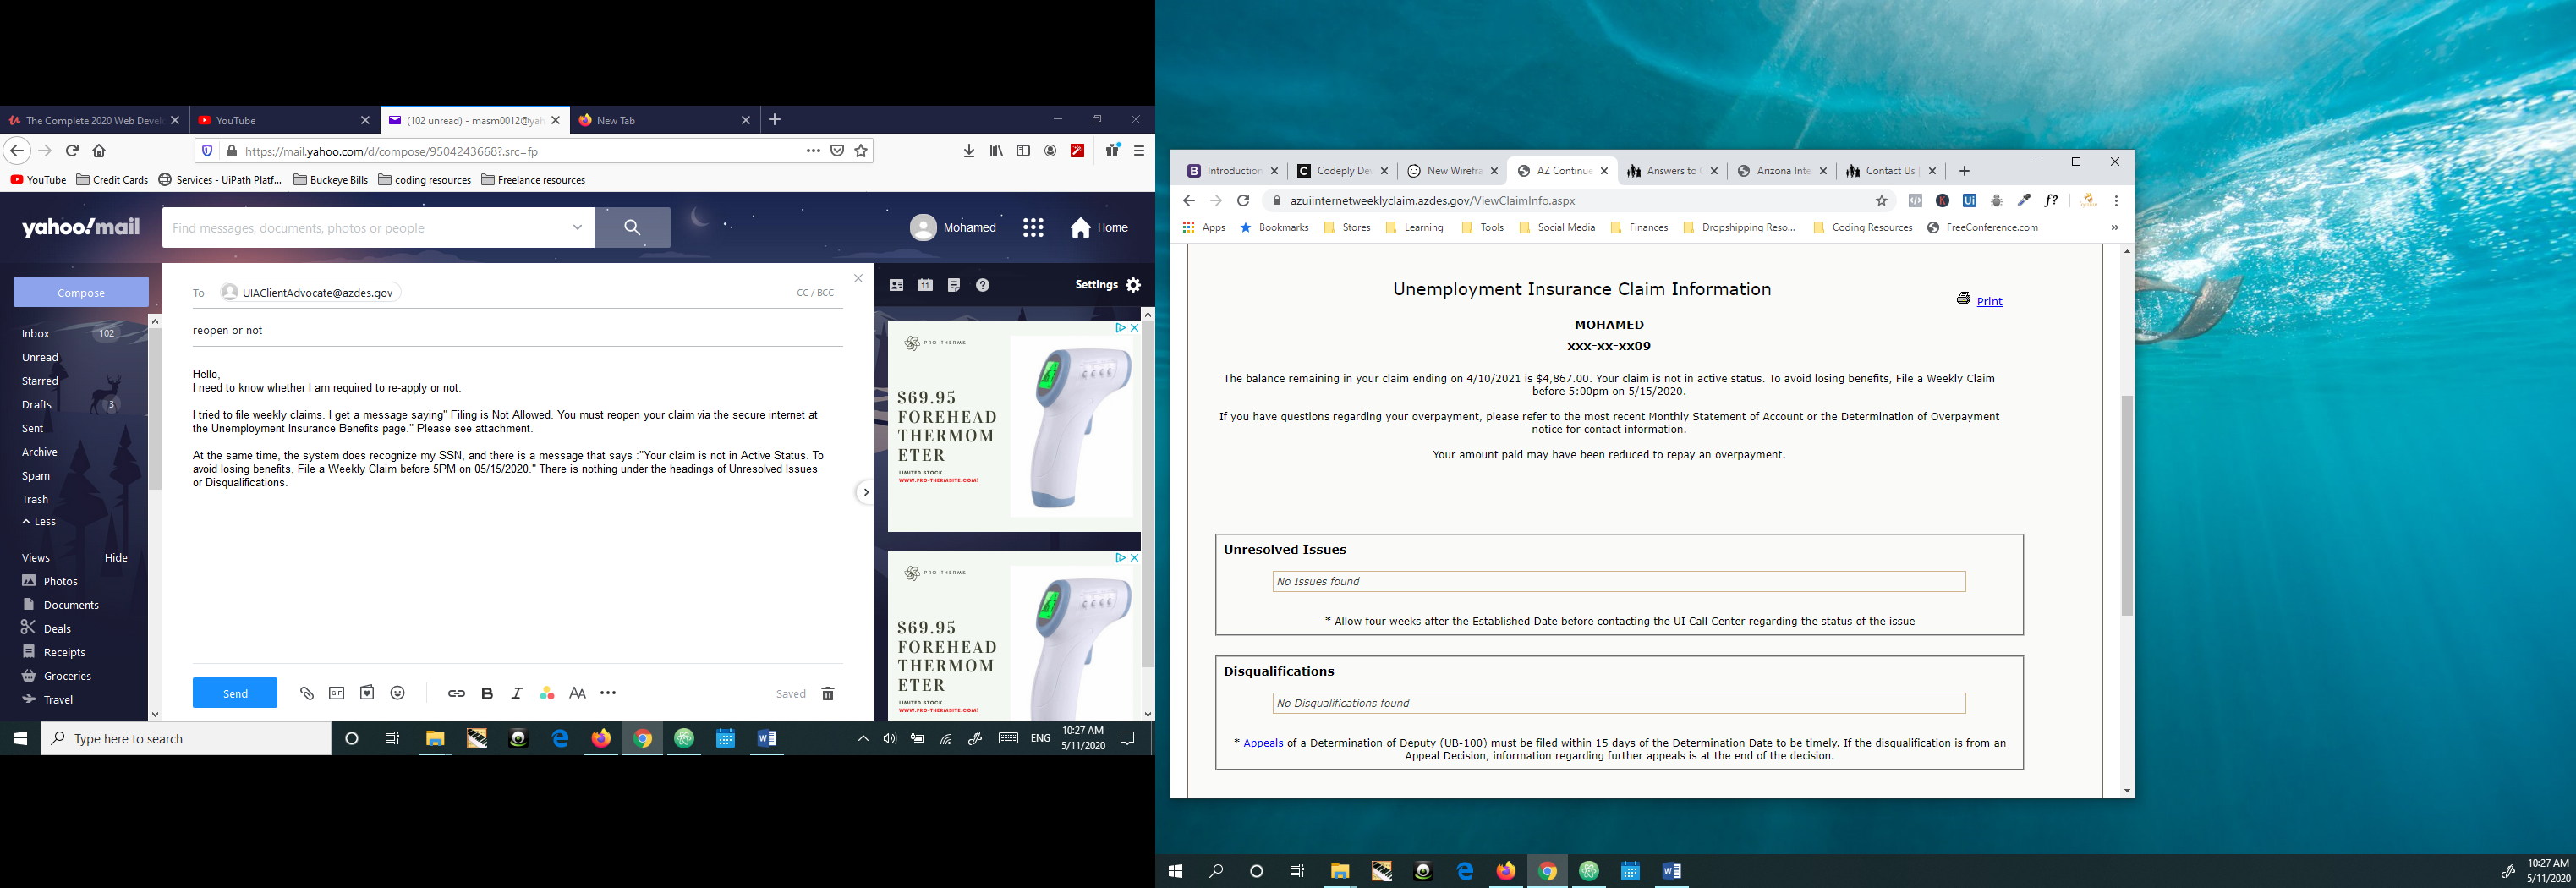 The Complete 2020 Web Devel
YouTube
(102 unread) - masm0012@yah
New Tab
https://mail.yahoo.com/d/compose/9504243668?.src=fp
YouTube
Credit Cards
Services - UiPath Platf...
Buckeye Bills
coding resources
Freelance resources
yahoo!mail
Find messages, documents, photos or people
Mohamed
Home
Compose
Inbox
102
Unread
Starred
Drafts
3
Sent
Archive
Spam
Trash
Less
Views
Hide
Photos
Documents
Deals
Receipts
Groceries
Travel
To
UIAClientAdvocate@azdes.gov
CC / BCC
reopen or not
Hello,
I need to know whether I am required to re-apply or not.
I tried to file weekly claims. I get a message saying" Filing is Not Allowed. You must reopen your claim via the secure internet at
the Unemployment Insurance Benefits page." Please see attachment.
At the same time, the system does recognize my SSN, and there is a message that says :"Your claim is not in Active Status. To
avoid losing benefits, File a Weekly Claim before 5PM on 05/15/2020." There is nothing under the headings of Unresolved Issues
or Disqualifications.
Send
GIF
Saved
11
Settings
PRO-THERMS
$69.95
FOREHEAD
THERMOM
ETER
LIMITED STOCK
WWW.PRO-THERMSITE.COM!
PRO-THERMS
$69.95
FOREHEAD
THERMOM
ETER
LIMITED STOCK
WWW.PRO-THERMSITE.COM!
Type here to search
ENG
10:27 AM
5/11/2020
Introduction
Codeply De
New Wirefra
AZ Continue
Answers to
Arizona Inte
Contact Us
azuiinternetweeklyclaim.azdes.gov/ViewClaimInfo.aspx
Apps
Bookmarks
Stores
Learning
Tools
Social Media
Finances
Dropshipping Reso...
Coding Resources
FreeConference.com
Unemployment Insurance Claim Information
Print
MOHAMED
xxx-xx-xx09
The balance remaining in your claim ending on 4/10/2021 is $4,867.00. Your claim is not in active status. To avoid losing benefits, File a Weekly Claim
before 5:00pm on 5/15/2020.
If you have questions regarding your overpayment, please refer to the most recent Monthly Statement of Account or the Determination of Overpayment
notice for contact information.
Your amount paid may have been reduced to repay an overpayment.
Unresolved Issues
No Issues found
* Allow four weeks after the Established Date before contacting the UI Call Center regarding the status of the issue
Disqualifications
No Disqualifications found
* Appeals of a Determination of Deputy (UB-100) must be filed within 15 days of the Determination Date to be timely. If the disqualification is from an
Appeal Decision, information regarding further appeals is at the end of the decision.
10:27 AM
5/11/2020